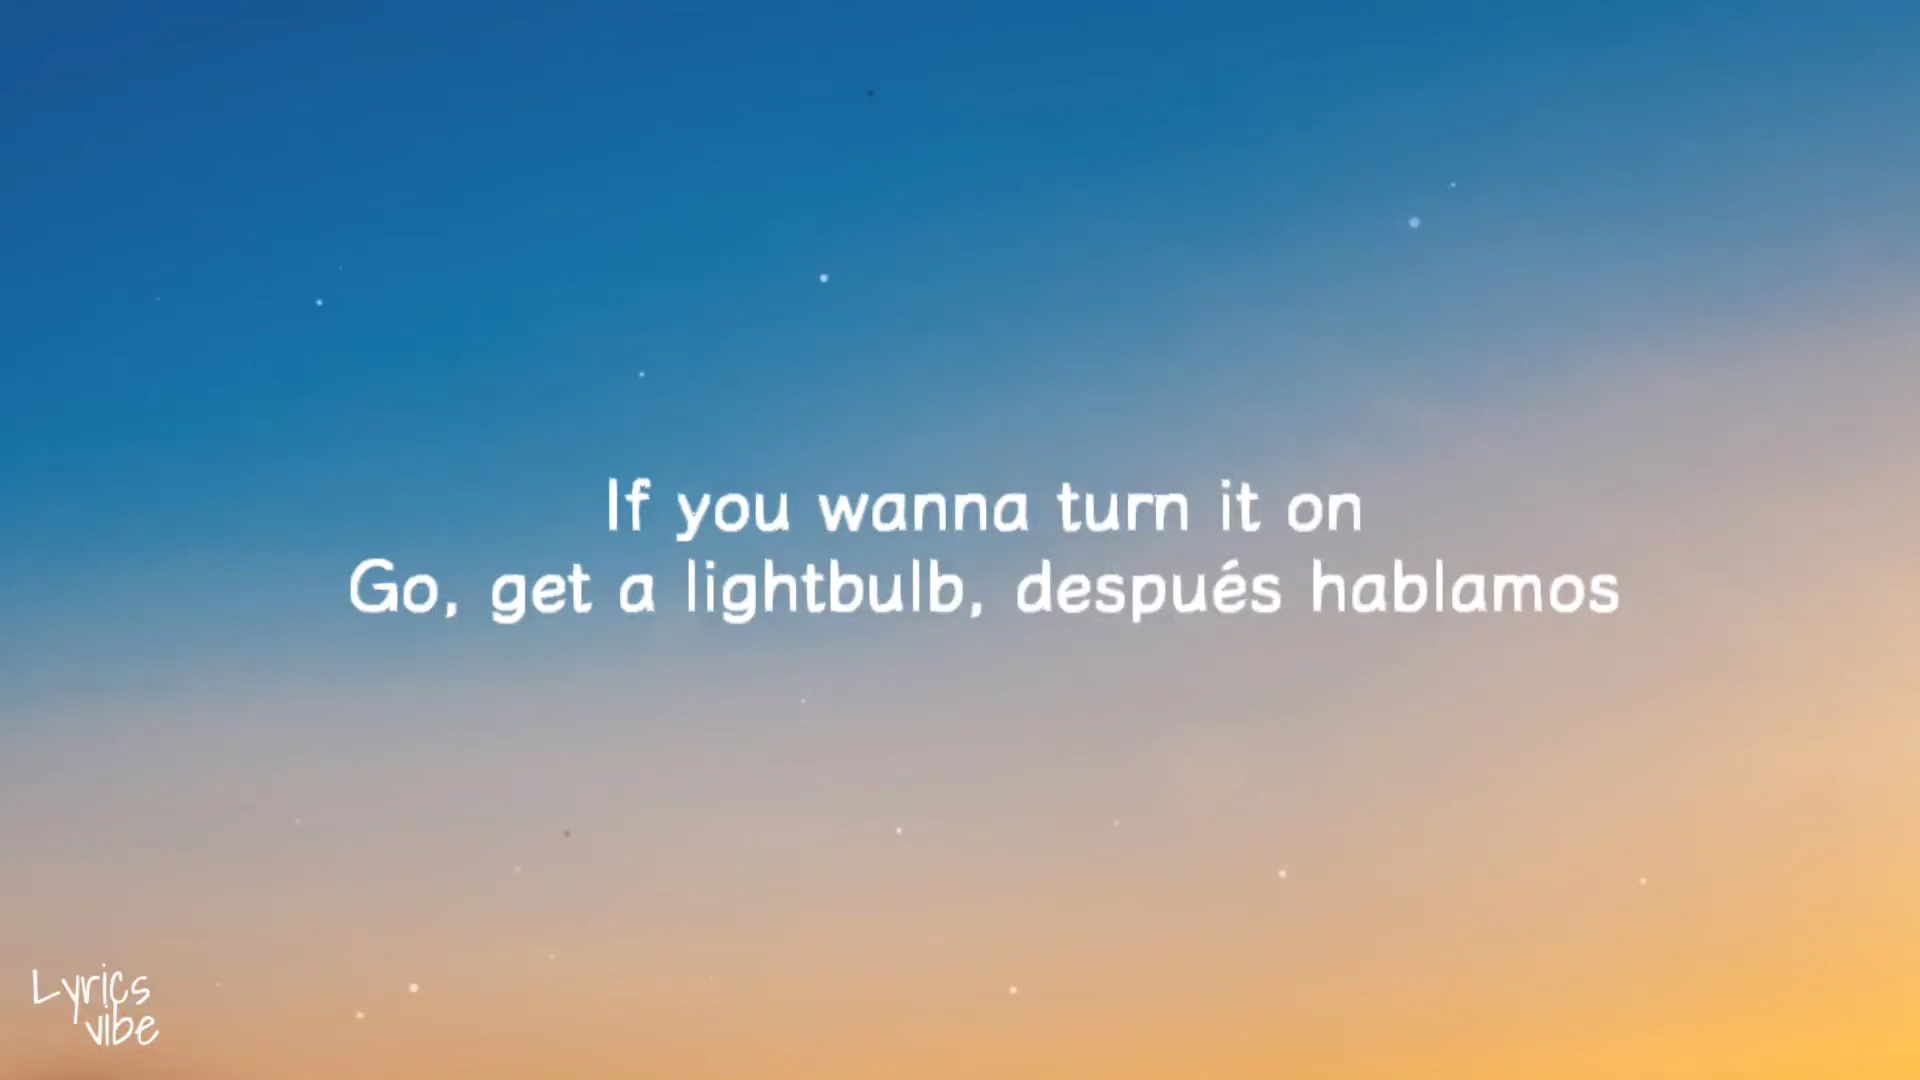 If you wanna turn it on
Go, get a lightbulb, después hablamos
Lyrics
vibe